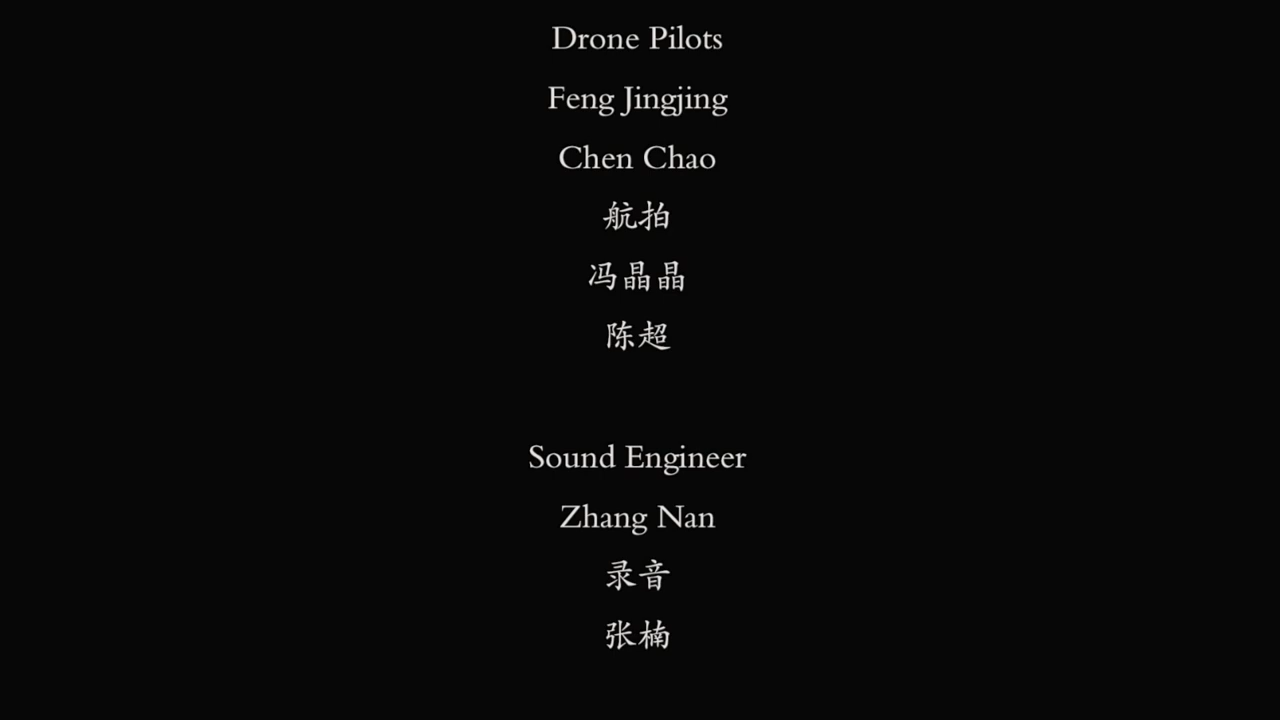 Drone Pilots
Feng Jingjing
Chen Chao
航拍
冯晶晶
陈超
Sound Engineer
Zhang Nan
录音
张楠